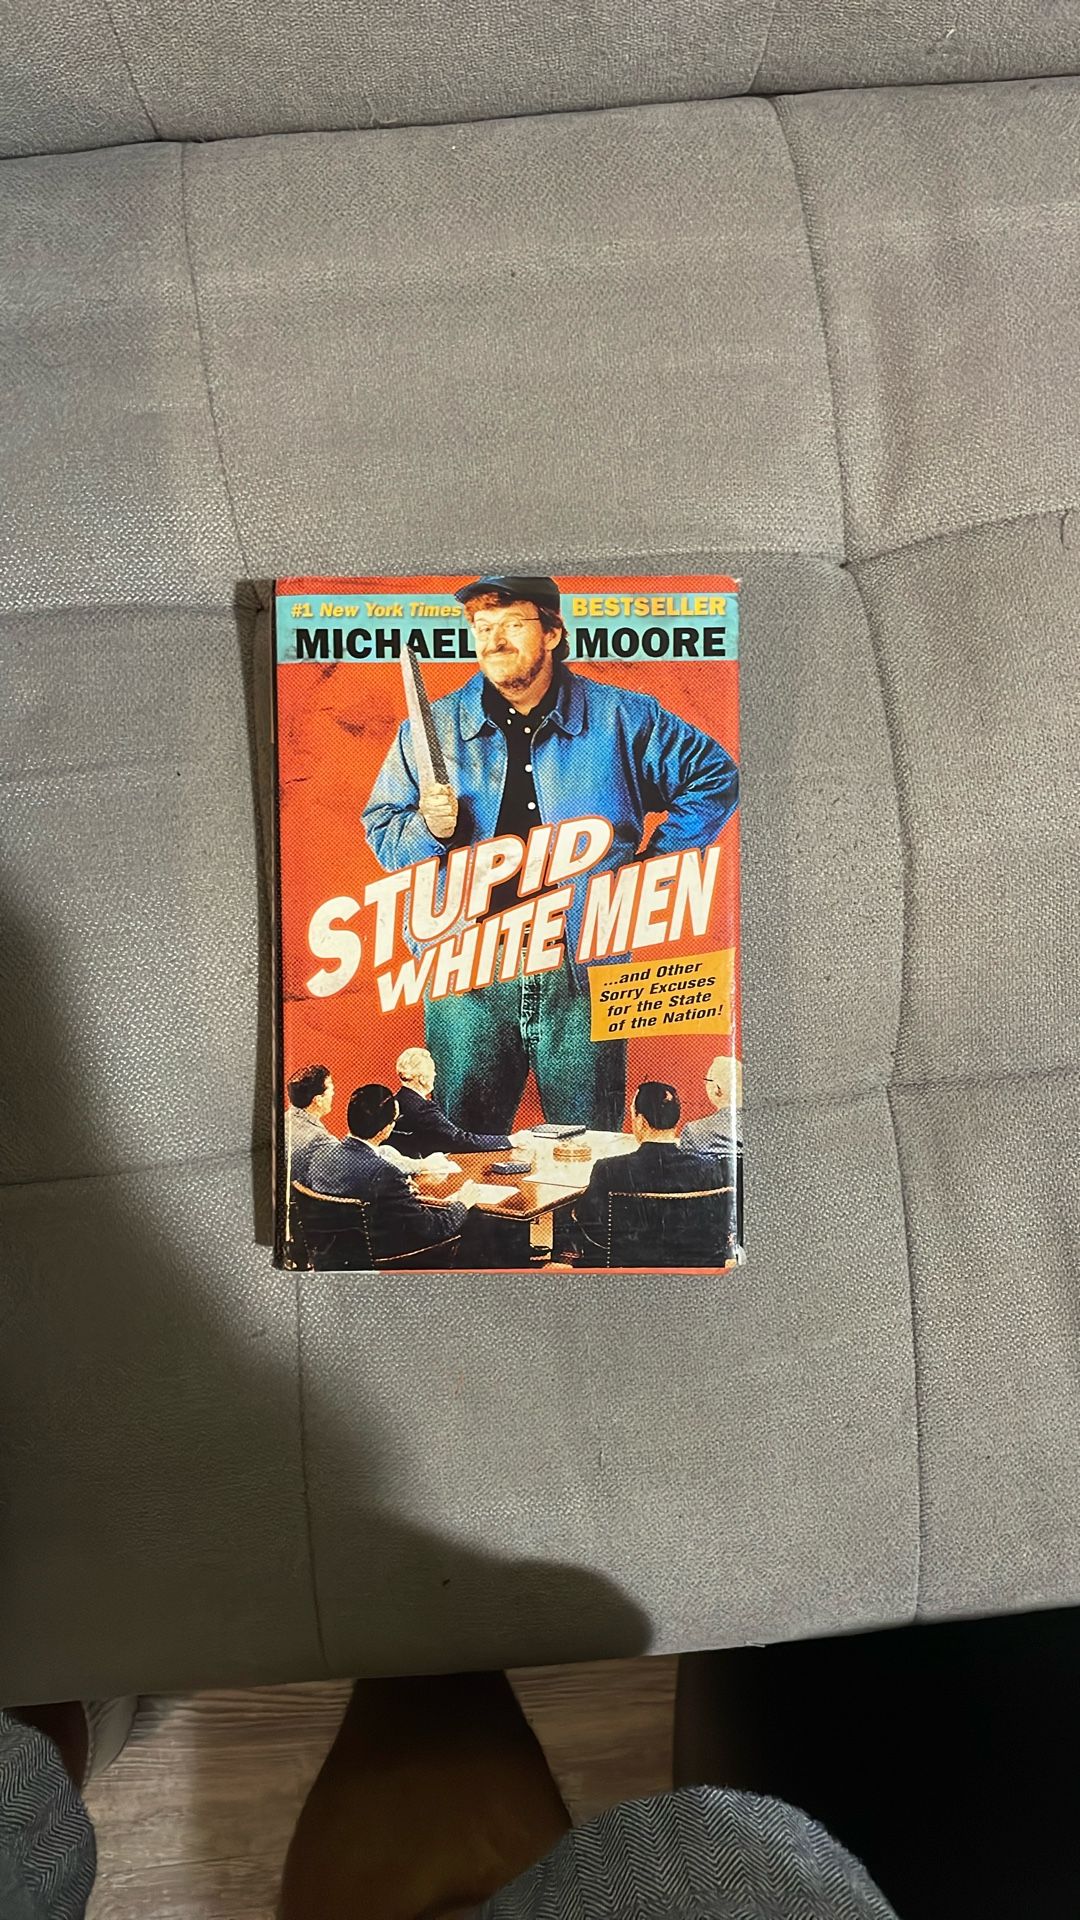 #1 New York Times BESTSELLER
MICHAEL MOORE
STUPID
WHITE MEN
...and Other
Sorry Excuses
for the State
of the Nation!